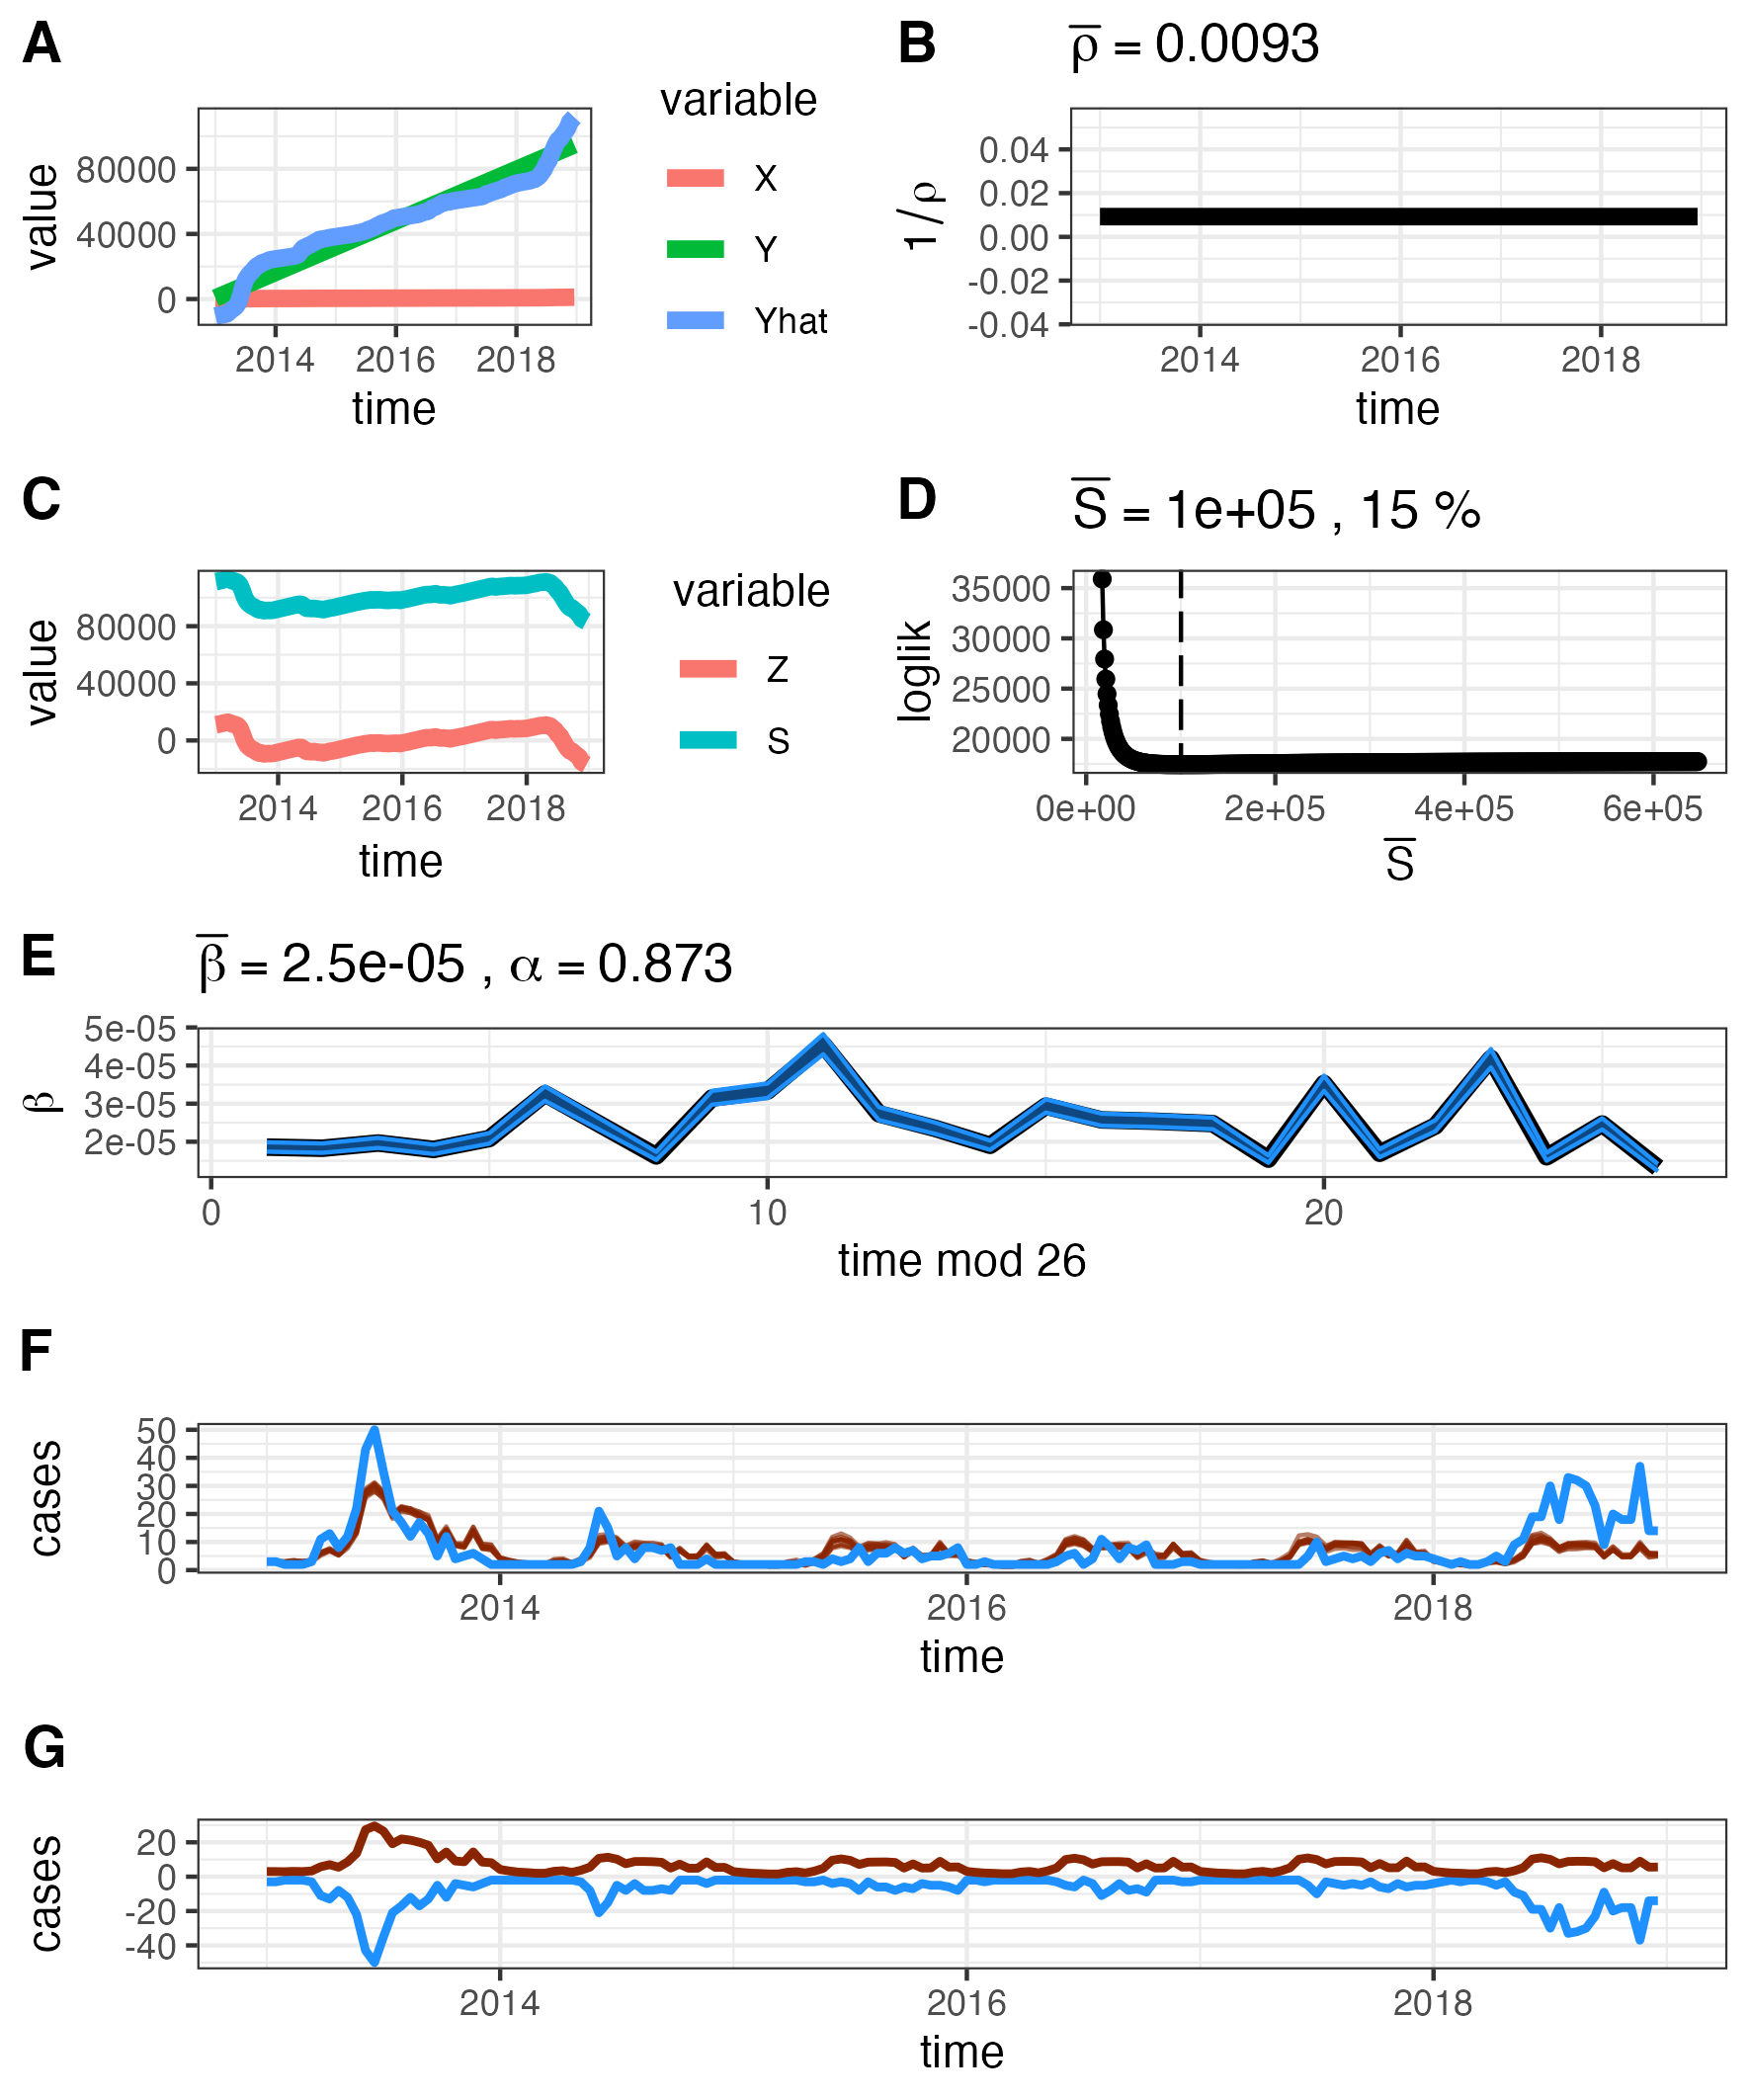 A
variable
X
Y
Yhat
value
80000
40000
0
2014 2016 2018
time
B
ρ̅ = 0.0093
1/ρ
0.04
0.02
0.00
-0.02
-0.04
2014 2016 2018
time
C
variable
Z
S
value
80000
40000
0
2014 2016 2018
time
D
S̅ = 1e+05 , 15 %
loglik
35000
30000
25000
20000
0e+00 2e+05 4e+05 6e+05
S̅
E
β̅ = 2.5e-05 , α = 0.873
β
5e-05
4e-05
3e-05
2e-05
0 10 20
time mod 26
F
cases
50
40
30
20
10
0
2014 2016 2018
time
G
cases
20
0
-20
-40
2014 2016 2018
time